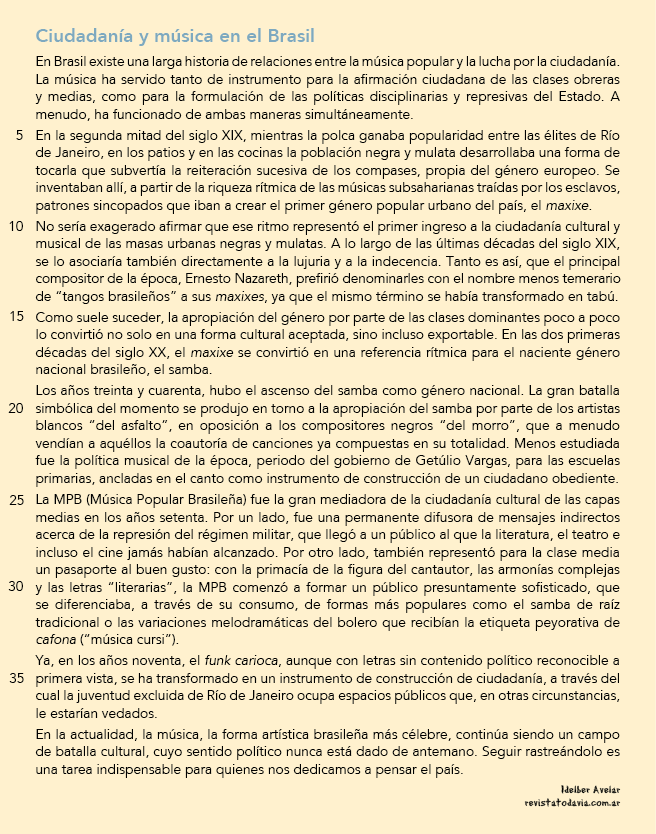 Ciudadanía y música en el Brasil
En Brasil existe una larga historia de relaciones entre la música popular y la lucha por la ciudadanía.
La música ha servido tanto de instrumento para la afirmación ciudadana de las clases obreras
y medias, como para la formulación de las políticas disciplinarias y represivas del Estado. A
menudo, ha funcionado de ambas maneras simultáneamente.
5 En la segunda mitad del siglo XIX, mientras la polca ganaba popularidad entre las élites de Río
de Janeiro, en los patios y en las cocinas la población negra y mulata desarrollaba una forma de
tocarla que subvertía la reiteración sucesiva de los compases, propia del género europeo. Se
inventaban allí, a partir de la riqueza rítmica de las músicas subsaharianas traídas por los esclavos,
patrones sincopados que iban a crear el primer género popular urbano del país, el maxixe.
10 No sería exagerado afirmar que ese ritmo representó el primer ingreso a la ciudadanía cultural y
musical de las masas urbanas negras y mulatas. A lo largo de las últimas décadas del siglo XIX,
se lo asociaría también directamente a la lujuria y a la indecencia. Tanto es así, que el principal
compositor de la época, Ernesto Nazareth, prefirió denominarles con el nombre menos temerario
de “tangos brasileños” a sus maxixes, ya que el mismo término se había transformado en tabú.
15 Como suele suceder, la apropiación del género por parte de las clases dominantes poco a poco
lo convirtió no solo en una forma cultural aceptada, sino incluso exportable. En las dos primeras
décadas del siglo XX, el maxixe se convirtió en una referencia rítmica para el naciente género
nacional brasileño, el samba.
Los años treinta y cuarenta, hubo el ascenso del samba como género nacional. La gran batalla
20 simbólica del momento se produjo en torno a la apropiación del samba por parte de los artistas
blancos “del asfalto”, en oposición a los compositores negros “del morro”, que a menudo
vendían a aquéllos la coautoría de canciones ya compuestas en su totalidad. Menos estudiada
fue la política musical de la época, periodo del gobierno de Getúlio Vargas, para las escuelas
primarias, ancladas en el canto como instrumento de construcción de un ciudadano obediente.
25 La MPB (Música Popular Brasileña) fue la gran mediadora de la ciudadanía cultural de las capas
medias en los años setenta. Por un lado, fue una permanente difusora de mensajes indirectos
acerca de la represión del régimen militar, que llegó a un público al que la literatura, el teatro e
incluso el cine jamás habían alcanzado. Por otro lado, también representó para la clase media
un pasaporte al buen gusto: con la primacía de la figura del cantautor, las armonías complejas
30 y las letras “literarias”, la MPB comenzó a formar un público presuntamente sofisticado, que
se diferenciaba, a través de su consumo, de formas más populares como el samba de raíz
tradicional o las variaciones melodramáticas del bolero que recibían la etiqueta peyorativa de
cafona (“música cursi”).
Ya, en los años noventa, el funk carioca, aunque con letras sin contenido político reconocible a
35 primera vista, se ha transformado en un instrumento de construcción de ciudadanía, a través del
cual la juventud excluida de Río de Janeiro ocupa espacios públicos que, en otras circunstancias,
le estarían vedados.
En la actualidad, la música, la forma artística brasileña más célebre, continúa siendo un campo
de batalla cultural, cuyo sentido político nunca está dado de antemano. Seguir rastreándolo es
una tarea indispensable para quienes nos dedicamos a pensar el país.
Idelber Avelar
revistatodavia.com.ar